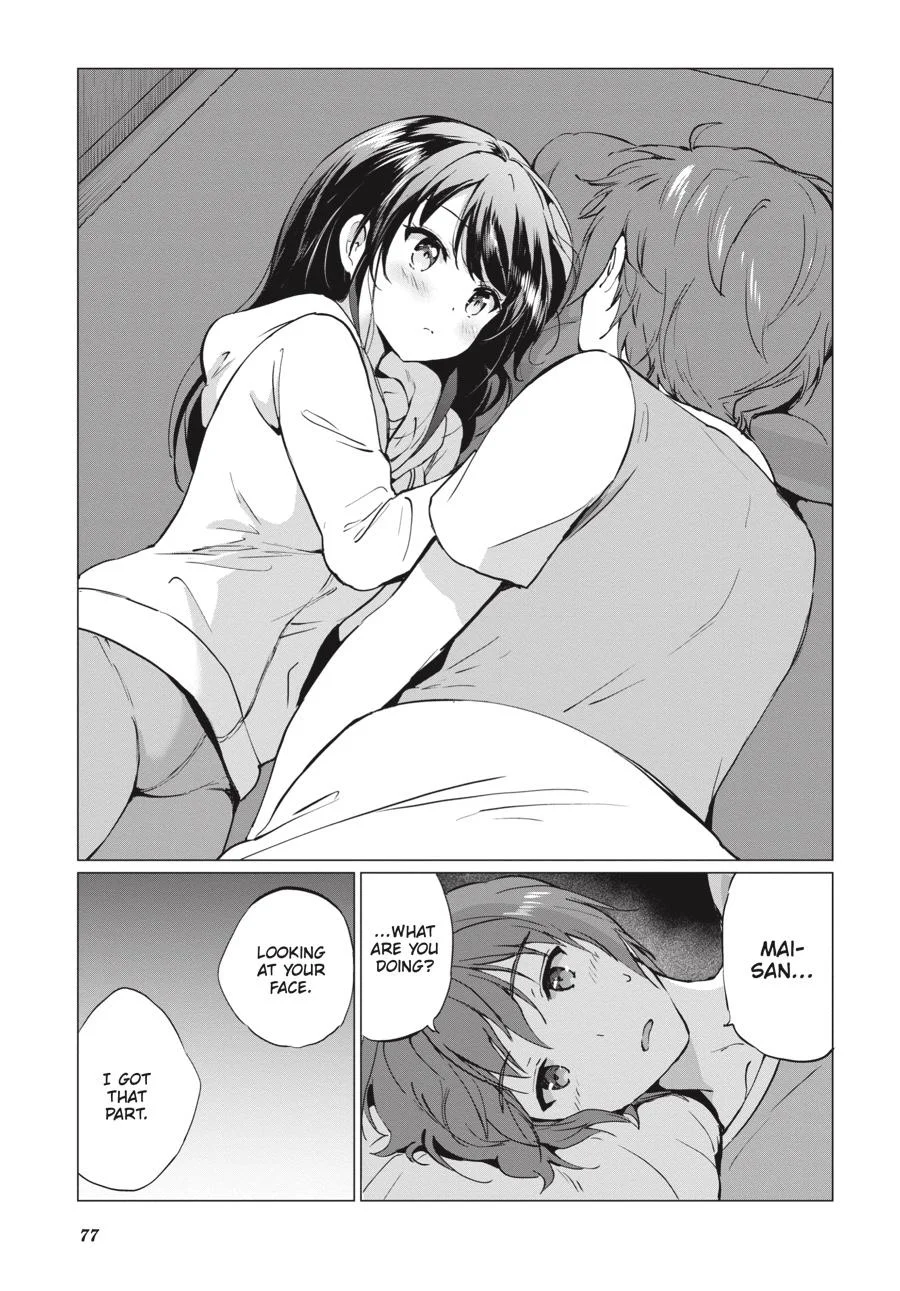 MAI-
SAN...
...WHAT
ARE YOU
DOING?
LOOKING
AT YOUR
FACE.
I GOT
THAT
PART.
77